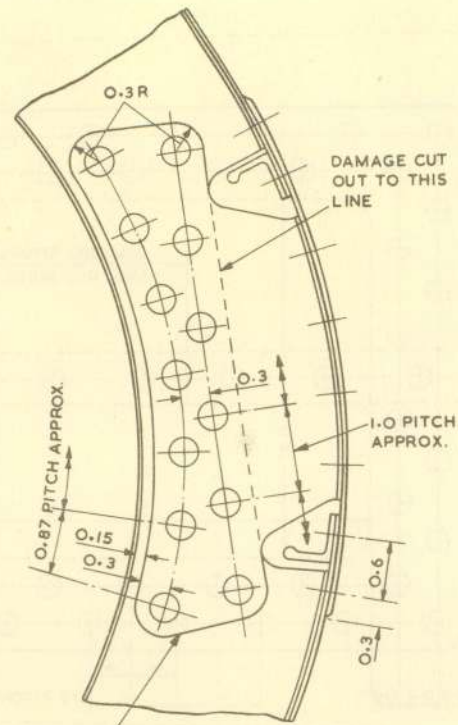 0.3R
DAMAGE CUT
OUT TO THIS
LINE
0.3
1.0 PITCH
APPROX.
0.87 PITCH APPROX.
0.15
0.3
0.6
0.3